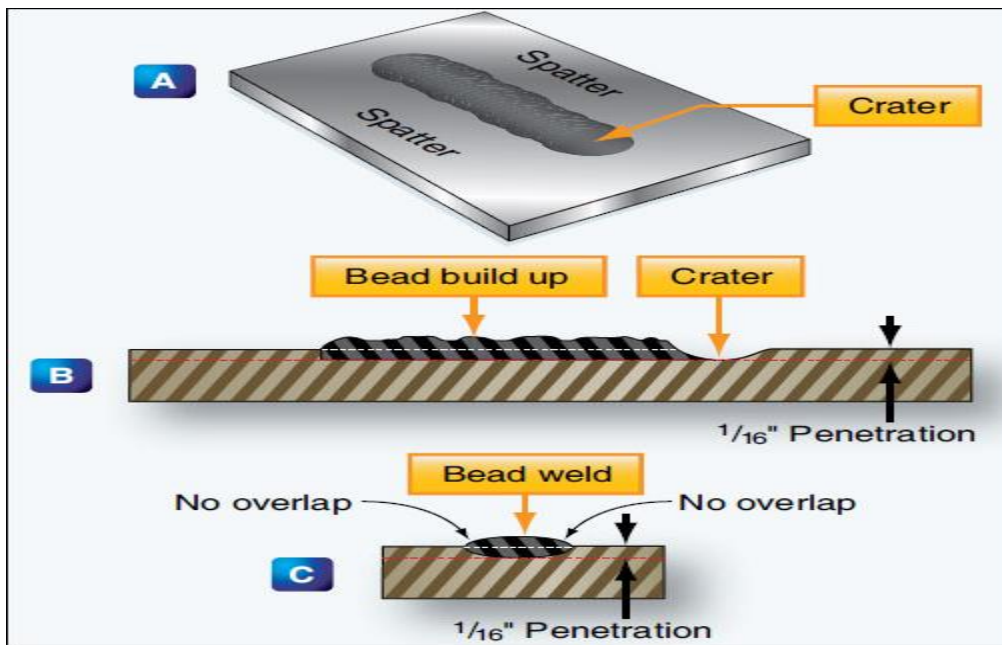 A
Spatter
Spatter
Crater
Bead build up
Crater
B
1/16" Penetration
Bead weld
No overlap
No overlap
C
1/16" Penetration